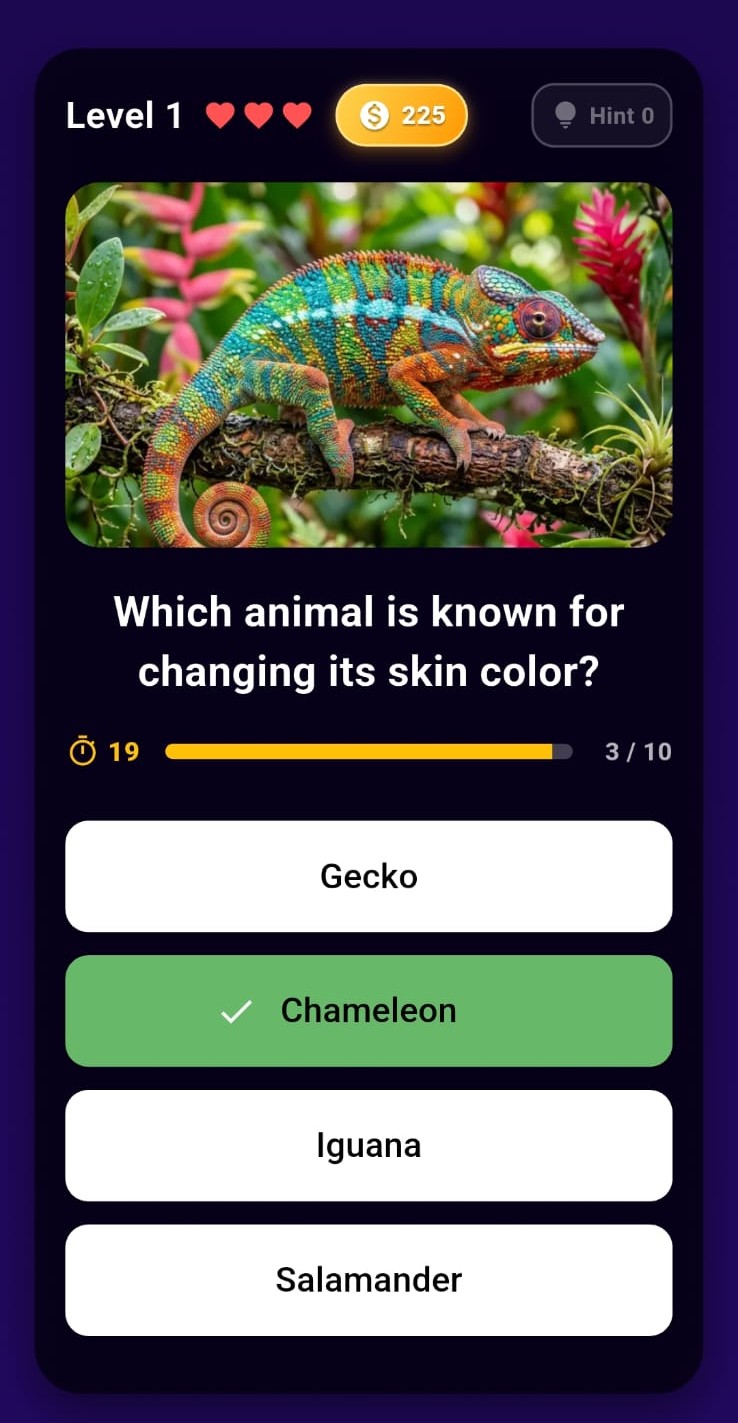 Level 1
225
Hint 0
Which animal is known for
changing its skin color?
19
3 / 10
Gecko
Chameleon
Iguana
Salamander